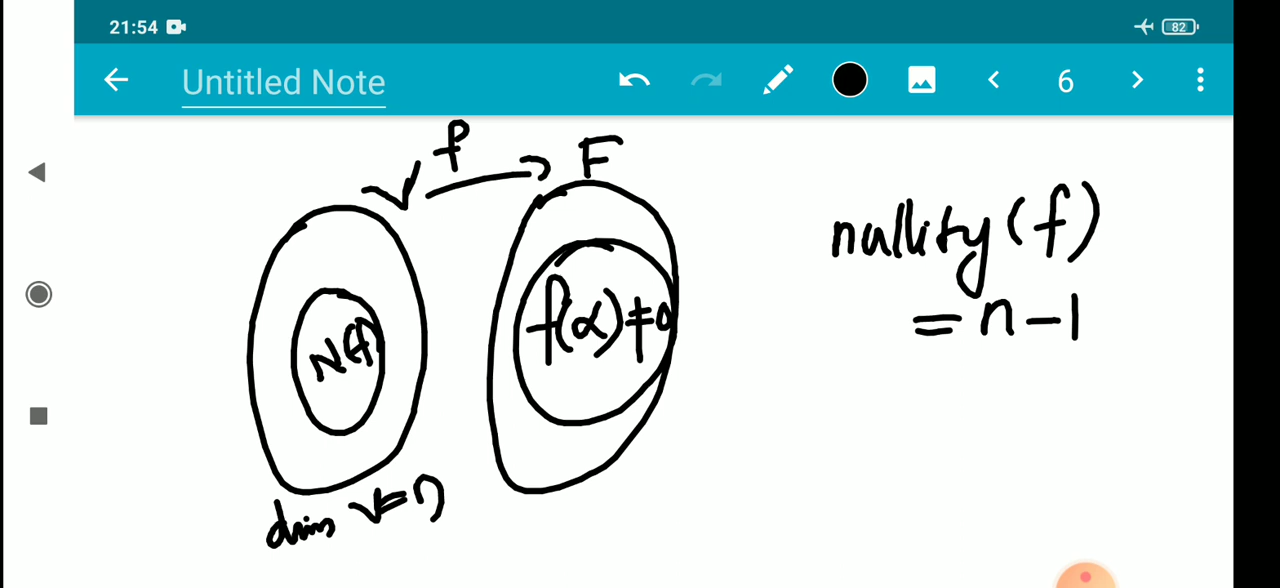 21:54
82
Untitled Note
6
f
V
F
nullity (f)
= n - 1
N(f)
f(α) ≠ 0
dim V = n